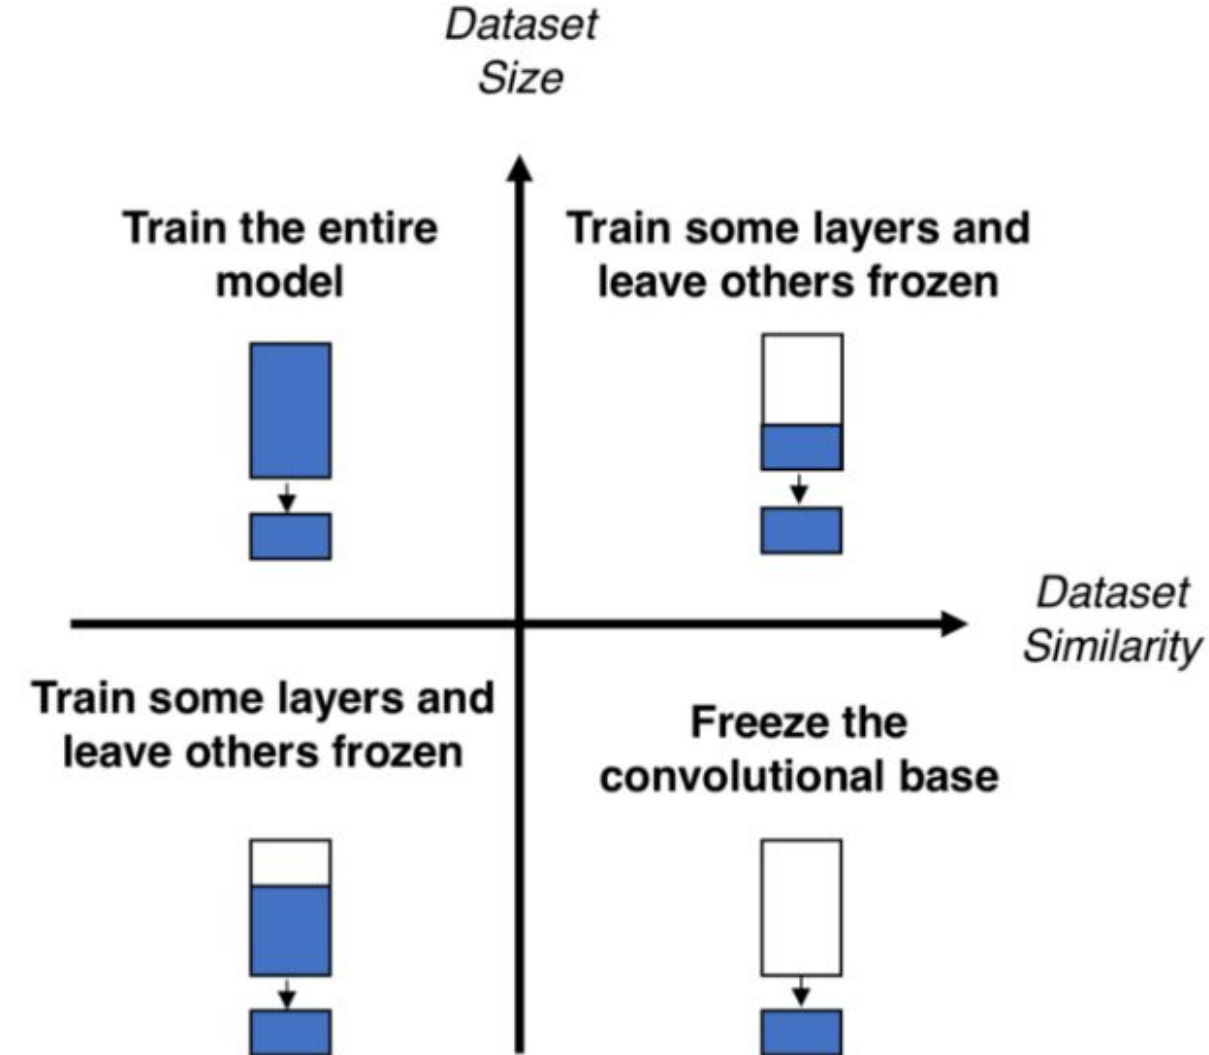 Dataset
Size
Train the entire
model
Train some layers and
leave others frozen
Dataset
Similarity
Train some layers and
leave others frozen
Freeze the
convolutional base